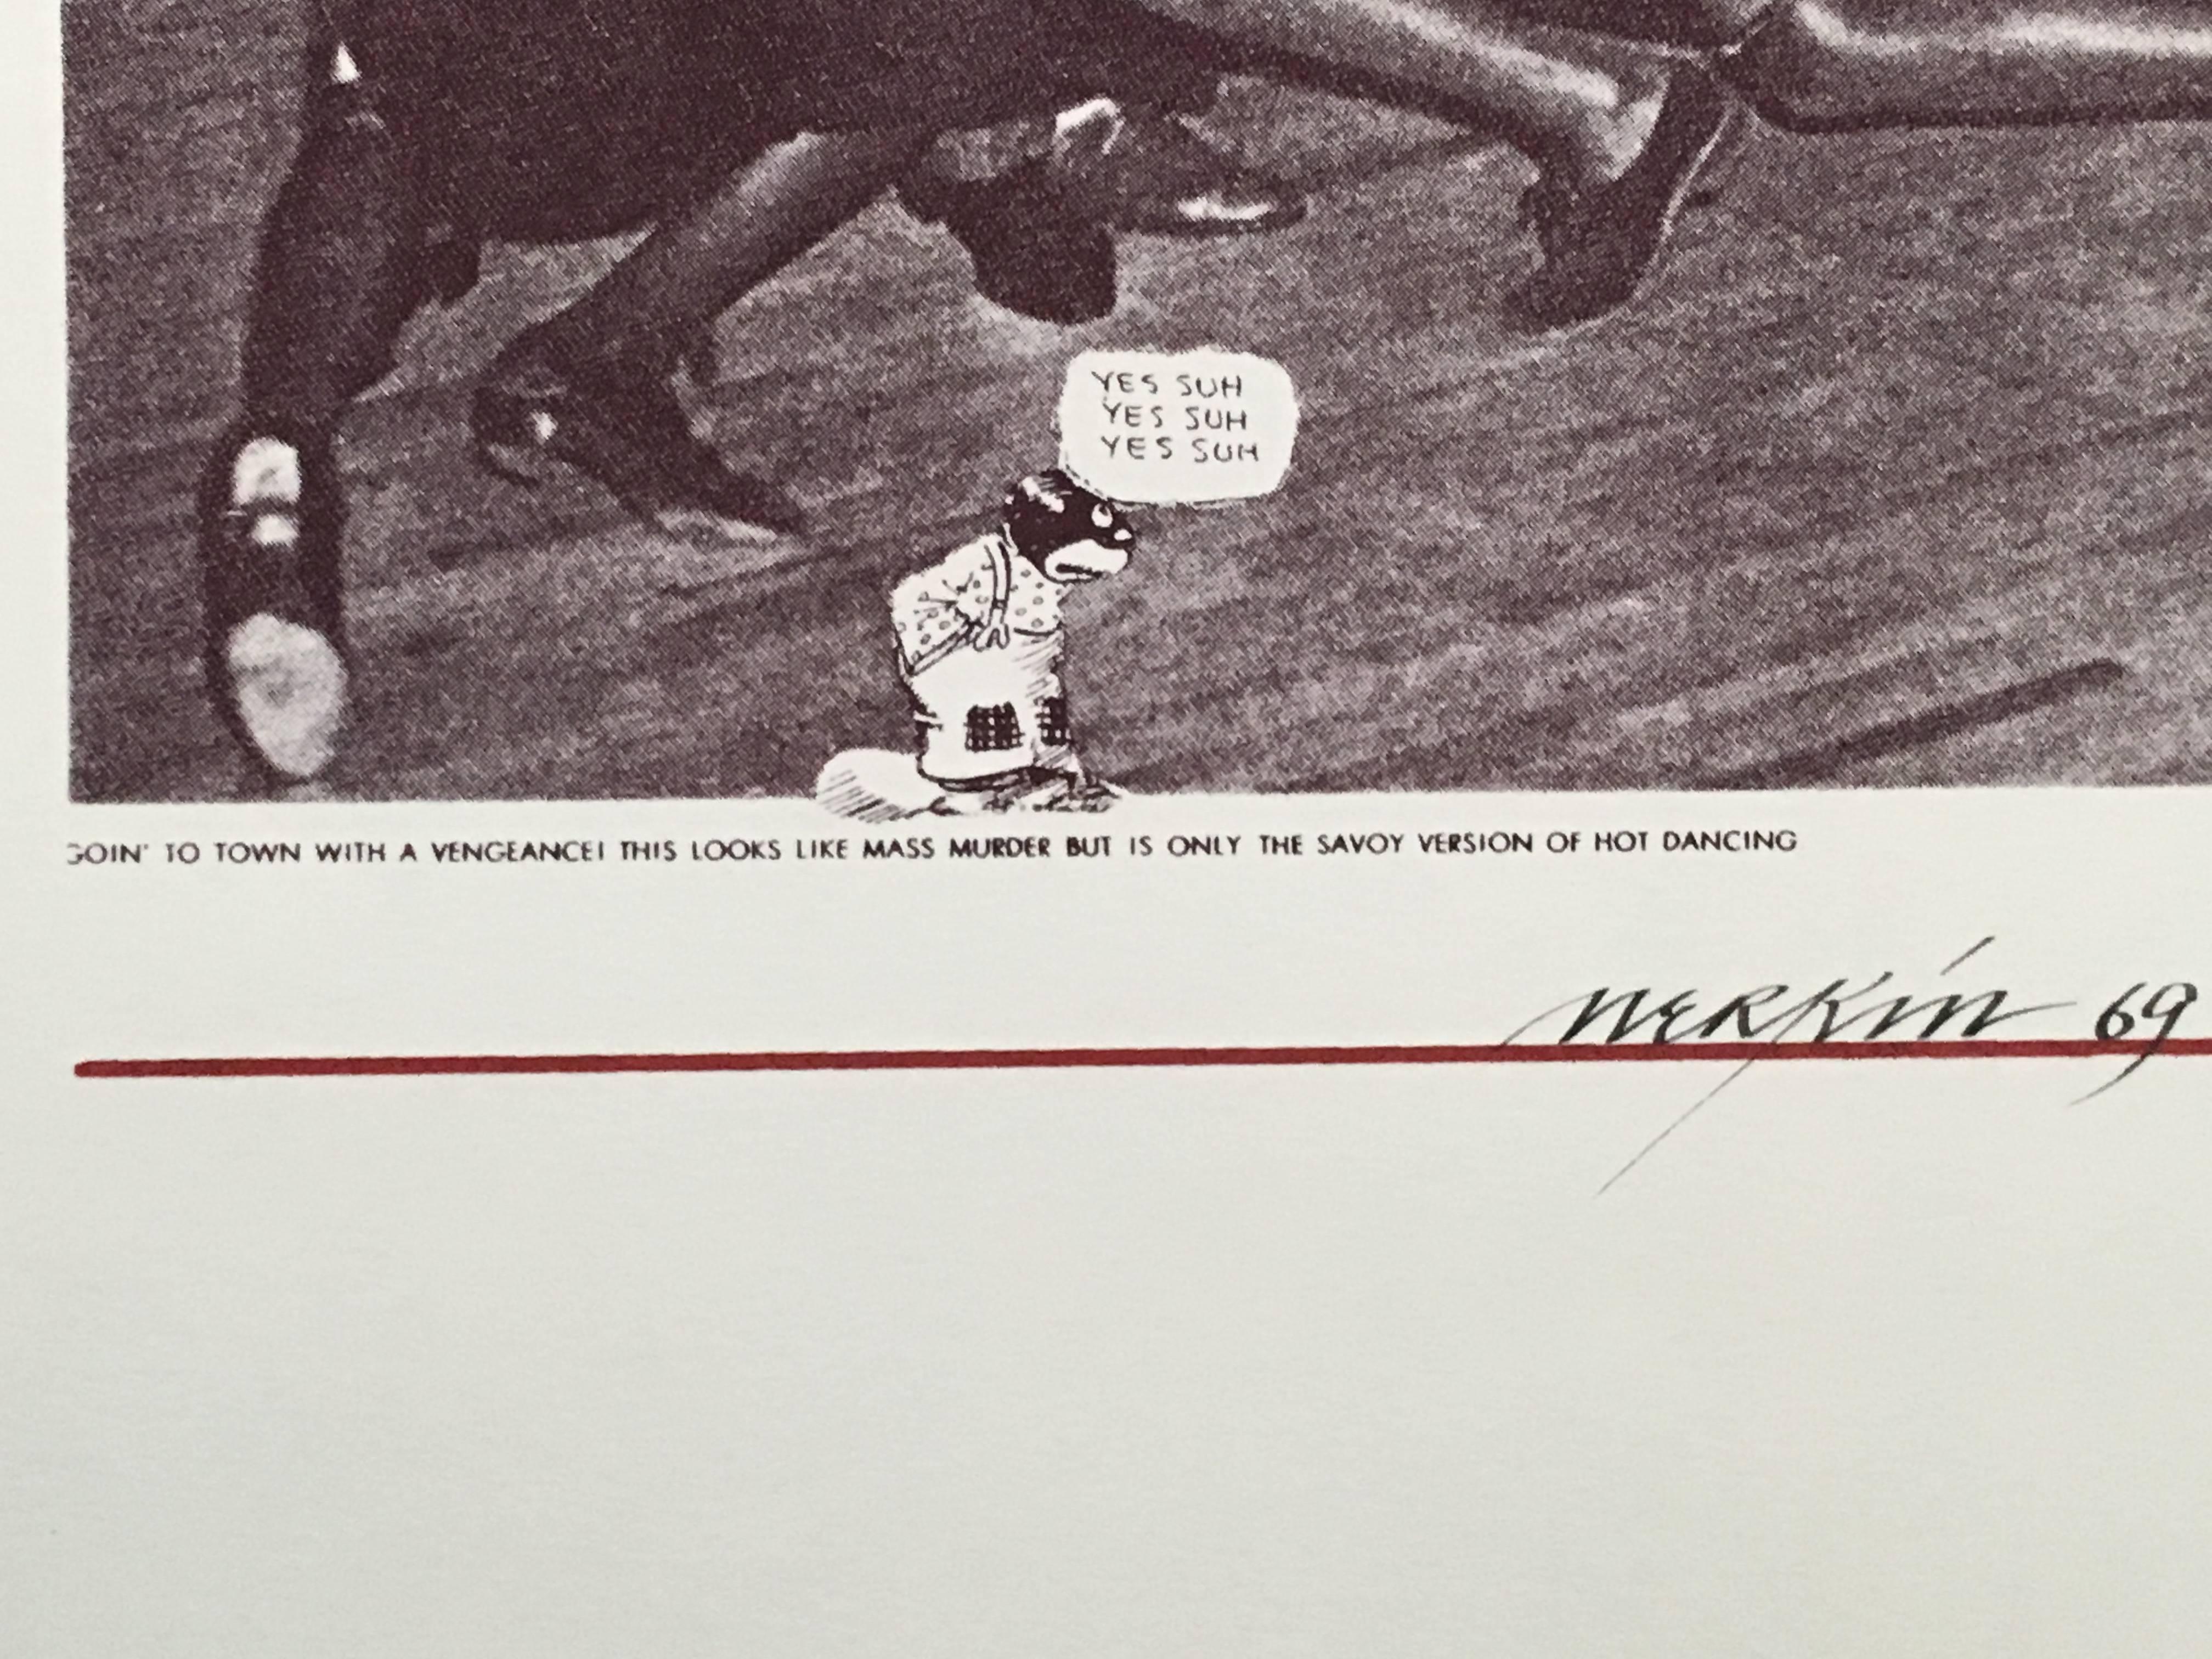 YES SUH
YES SUH
YES SUH
GOIN' TO TOWN WITH A VENGEANCE! THIS LOOKS LIKE MASS MURDER BUT IS ONLY THE SAVOY VERSION OF HOT DANCING
MERKIN 69